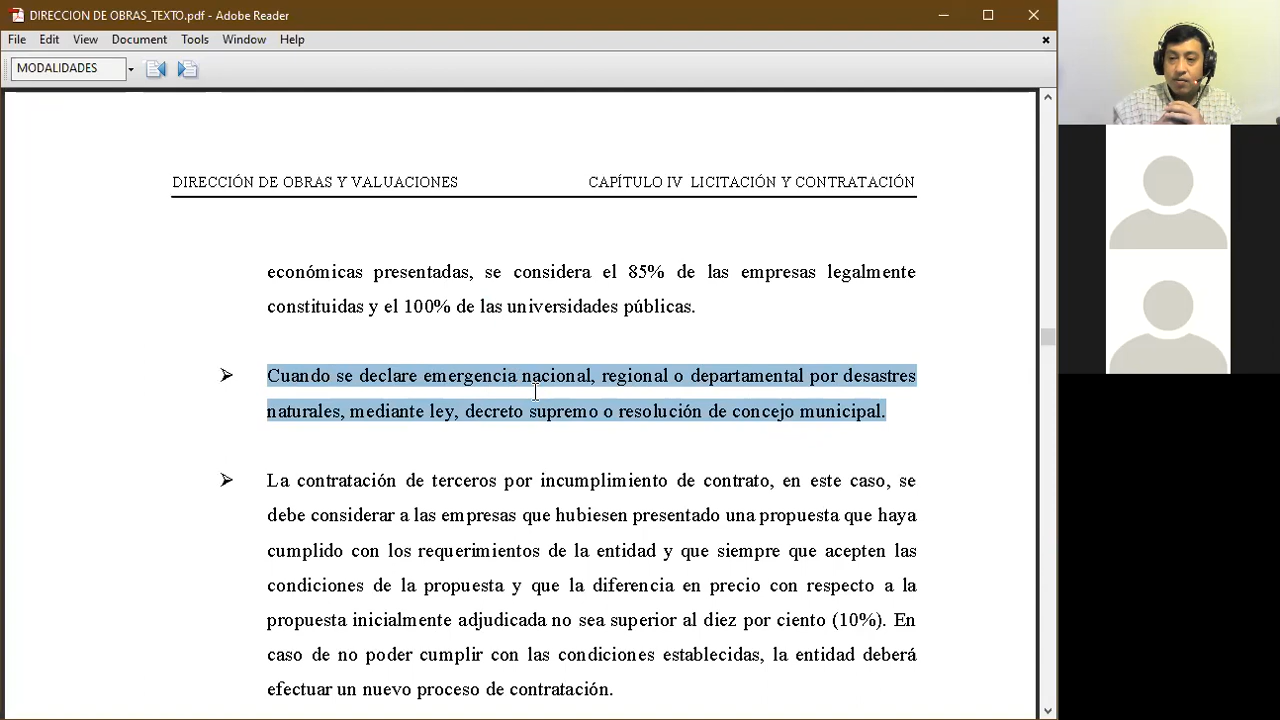 DIRECCION DE OBRAS_TEXTO.pdf - Adobe Reader
File Edit View Document Tools Window Help
MODALIDADES
DIRECCIÓN DE OBRAS Y VALUACIONES CAPÍTULO IV LICITACIÓN Y CONTRATACIÓN
económicas presentadas, se considera el 85% de las empresas legalmente
constituidas y el 100% de las universidades públicas.
Cuando se declare emergencia nacional, regional o departamental por desastres
naturales, mediante ley, decreto supremo o resolución de concejo municipal.
La contratación de terceros por incumplimiento de contrato, en este caso, se
debe considerar a las empresas que hubiesen presentado una propuesta que haya
cumplido con los requerimientos de la entidad y que siempre que acepten las
condiciones de la propuesta y que la diferencia en precio con respecto a la
propuesta inicialmente adjudicada no sea superior al diez por ciento (10%). En
caso de no poder cumplir con las condiciones establecidas, la entidad deberá
efectuar un nuevo proceso de contratación.